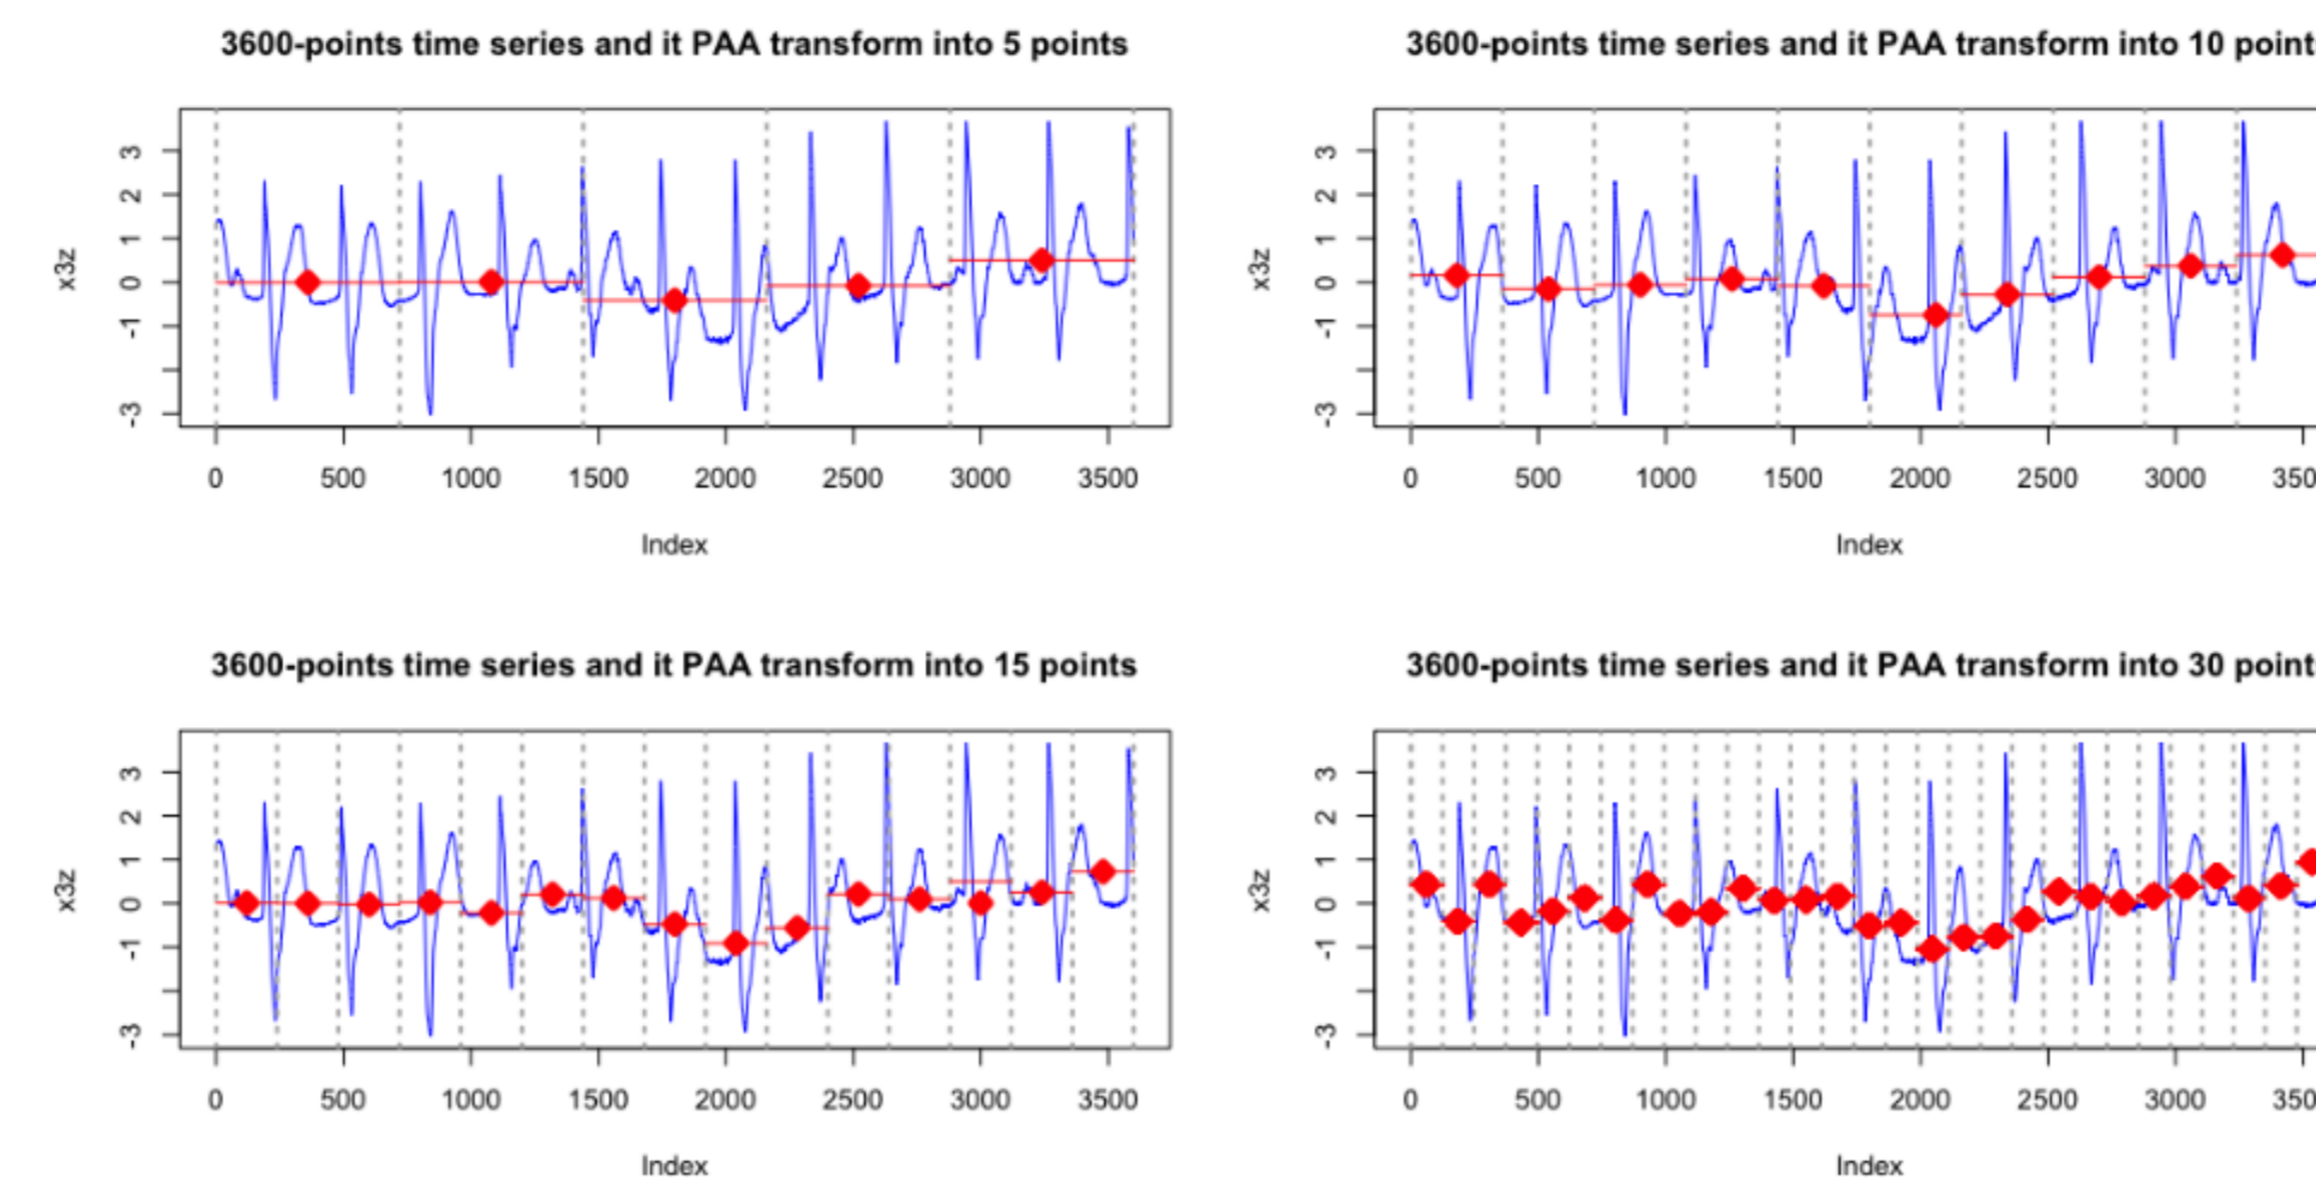 3600-points time series and it PAA transform into 5 points
x3z
3
2
1
0
-1
-3
0 500 1000 1500 2000 2500 3000 3500
Index
3600-points time series and it PAA transform into 10 point
x3z
3
2
1
0
-1
-3
0 500 1000 1500 2000 2500 3000 350
Index
3600-points time series and it PAA transform into 15 points
x3z
3
2
1
0
-1
-3
0 500 1000 1500 2000 2500 3000 3500
Index
3600-points time series and it PAA transform into 30 point
x3z
3
2
1
0
-1
-3
0 500 1000 1500 2000 2500 3000 350
Index